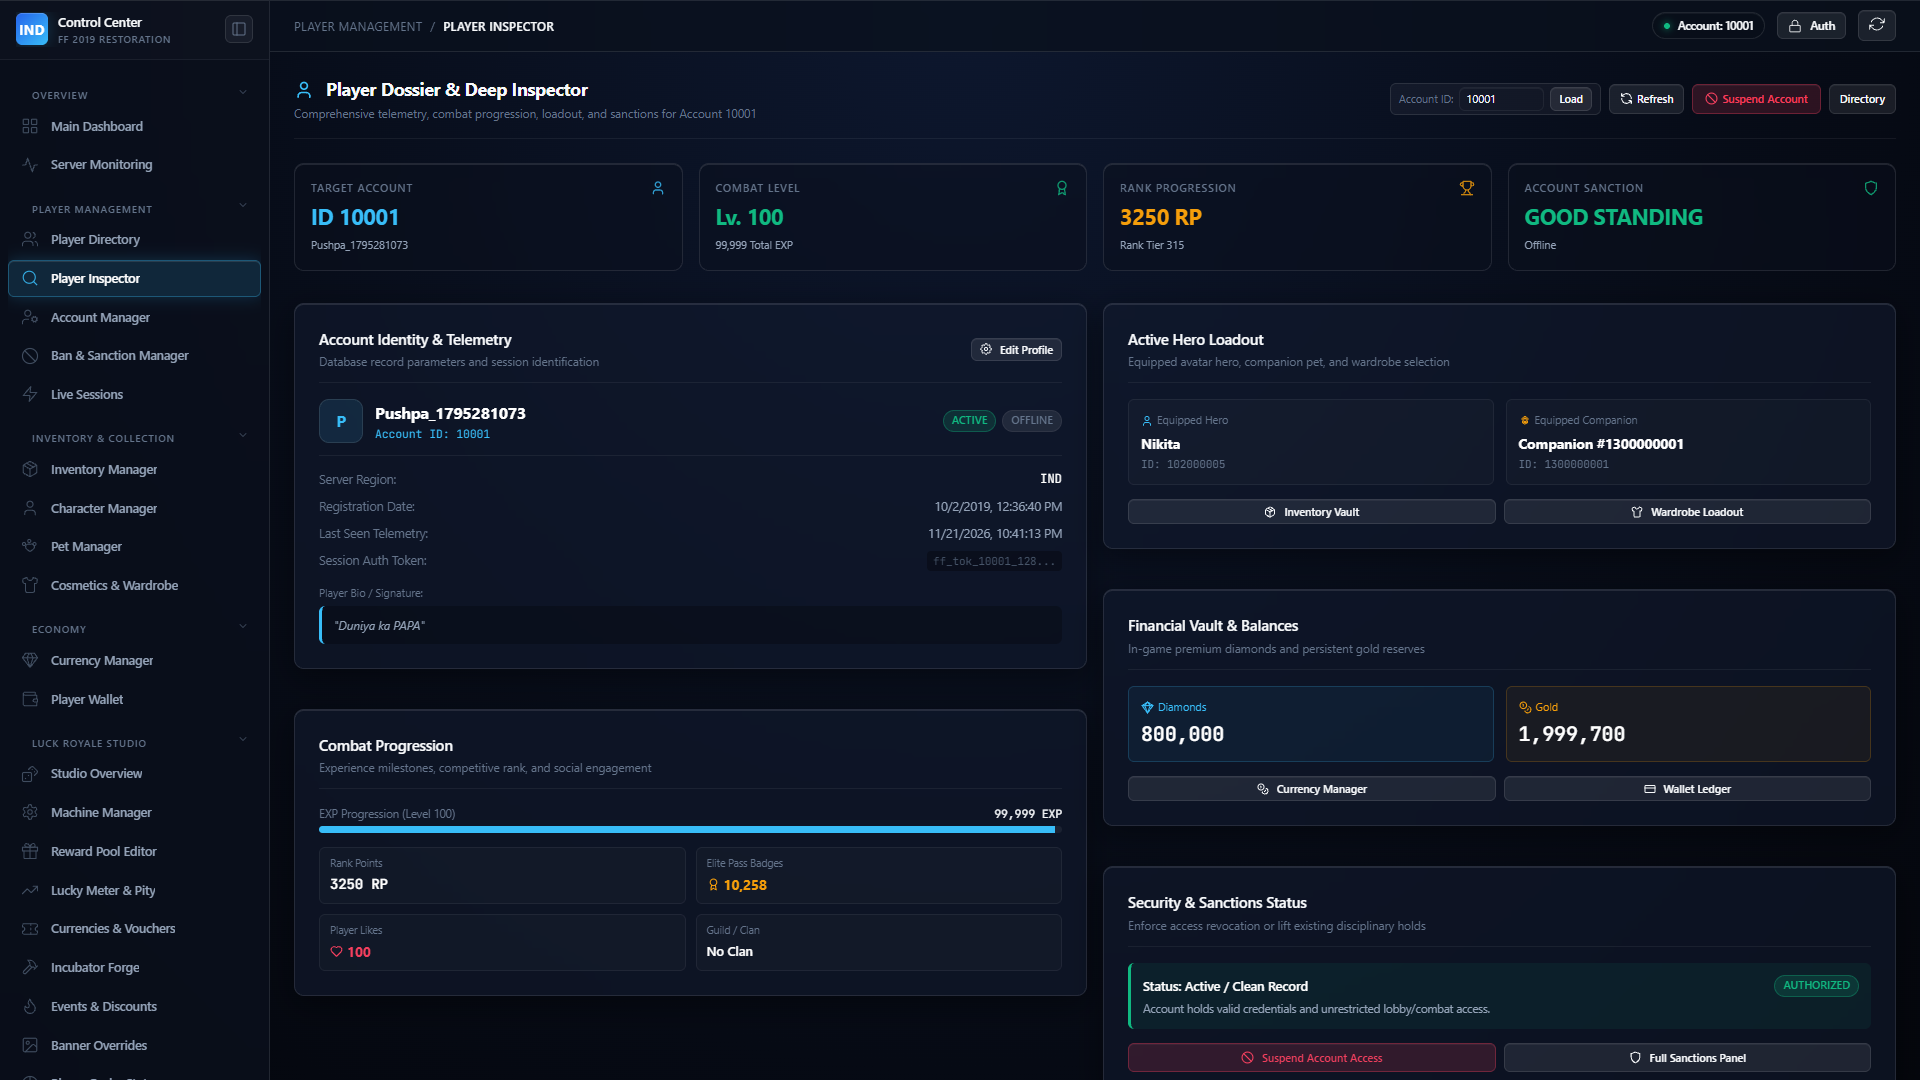 IND
Control Center
FF 2019 RESTORATION
OVERVIEW
Main Dashboard
Server Monitoring
PLAYER MANAGEMENT
Player Directory
Player Inspector
Account Manager
Ban & Sanction Manager
Live Sessions
INVENTORY & COLLECTION
Inventory Manager
Character Manager
Pet Manager
Cosmetics & Wardrobe
ECONOMY
Currency Manager
Player Wallet
LUCK ROYALE STUDIO
Studio Overview
Machine Manager
Reward Pool Editor
Lucky Meter & Pity
Currencies & Vouchers
Incubator Forge
Events & Discounts
Banner Overrides
PLAYER MANAGEMENT / PLAYER INSPECTOR
Account: 10001
Auth
Player Dossier & Deep Inspector
Comprehensive telemetry, combat progression, loadout, and sanctions for Account 10001
Account ID: 10001 Load
Refresh
Suspend Account
Directory
TARGET ACCOUNT
ID 10001
Pushpa_1795281073
COMBAT LEVEL
Lv. 100
99,999 Total EXP
RANK PROGRESSION
3250 RP
Rank Tier 315
ACCOUNT SANCTION
GOOD STANDING
Offline
Account Identity & Telemetry
Database record parameters and session identification
Edit Profile
P
Pushpa_1795281073
Account ID: 10001
ACTIVE
OFFLINE
Server Region: IND
Registration Date: 10/2/2019, 12:36:40 PM
Last Seen Telemetry: 11/21/2026, 10:41:13 PM
Session Auth Token: ff_tok_10001_128...
Player Bio / Signature:
"Duniya ka PAPA"
Combat Progression
Experience milestones, competitive rank, and social engagement
EXP Progression (Level 100) 99,999 EXP
Rank Points
3250 RP
Elite Pass Badges
10,258
Player Likes
100
Guild / Clan
No Clan
Active Hero Loadout
Equipped avatar hero, companion pet, and wardrobe selection
Equipped Hero
Nikita
ID: 102000005
Equipped Companion
Companion #1300000001
ID: 1300000001
Inventory Vault
Wardrobe Loadout
Financial Vault & Balances
In-game premium diamonds and persistent gold reserves
Diamonds
800,000
Gold
1,999,700
Currency Manager
Wallet Ledger
Security & Sanctions Status
Enforce access revocation or lift existing disciplinary holds
Status: Active / Clean Record
Account holds valid credentials and unrestricted lobby/combat access.
AUTHORIZED
Suspend Account Access
Full Sanctions Panel